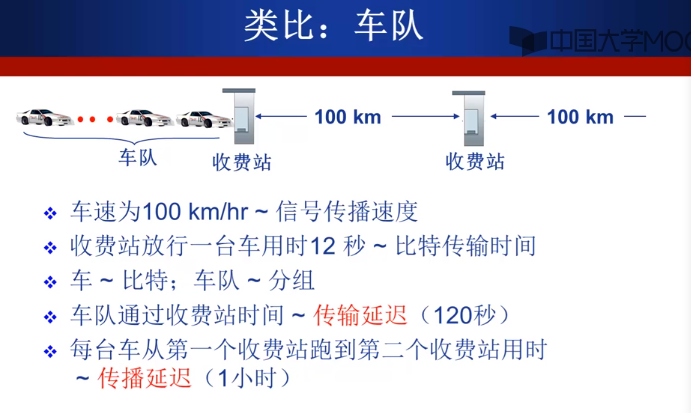 类比：车队
中国大学MOO
100 km
100 km
车队
收费站
收费站
车速为100 km/hr ~ 信号传播速度
收费站放行一台车用时12 秒 ~ 比特传输时间
车 ~ 比特；车队 ~ 分组
车队通过收费站时间 ~ 传输延迟（120秒）
每台车从第一个收费站跑到第二个收费站用时
~ 传播延迟（1小时）